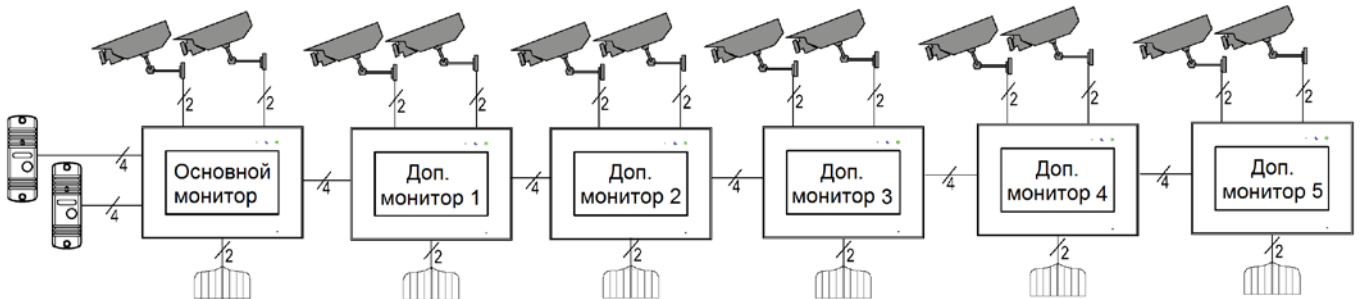 2 2 2 2 2 2 2 2 2 2 2 2
Основной
монитор
Доп.
монитор 1
Доп.
монитор 2
Доп.
монитор 3
Доп.
монитор 4
Доп.
монитор 5
4
4
4 4 4 4 4
2 2 2 2 2 2